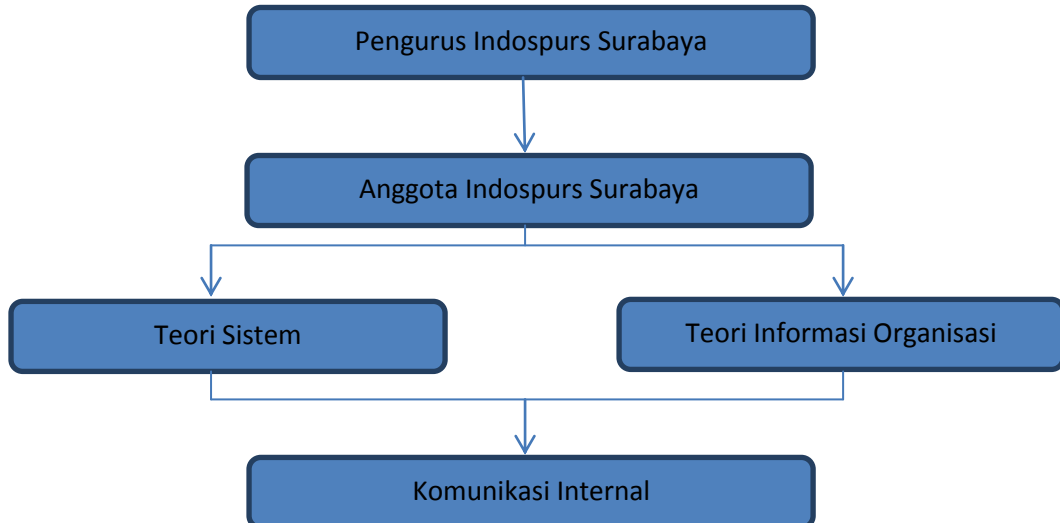 Pengurus Indospurs Surabaya
Anggota Indospurs Surabaya
Teori Sistem
Teori Informasi Organisasi
Komunikasi Internal